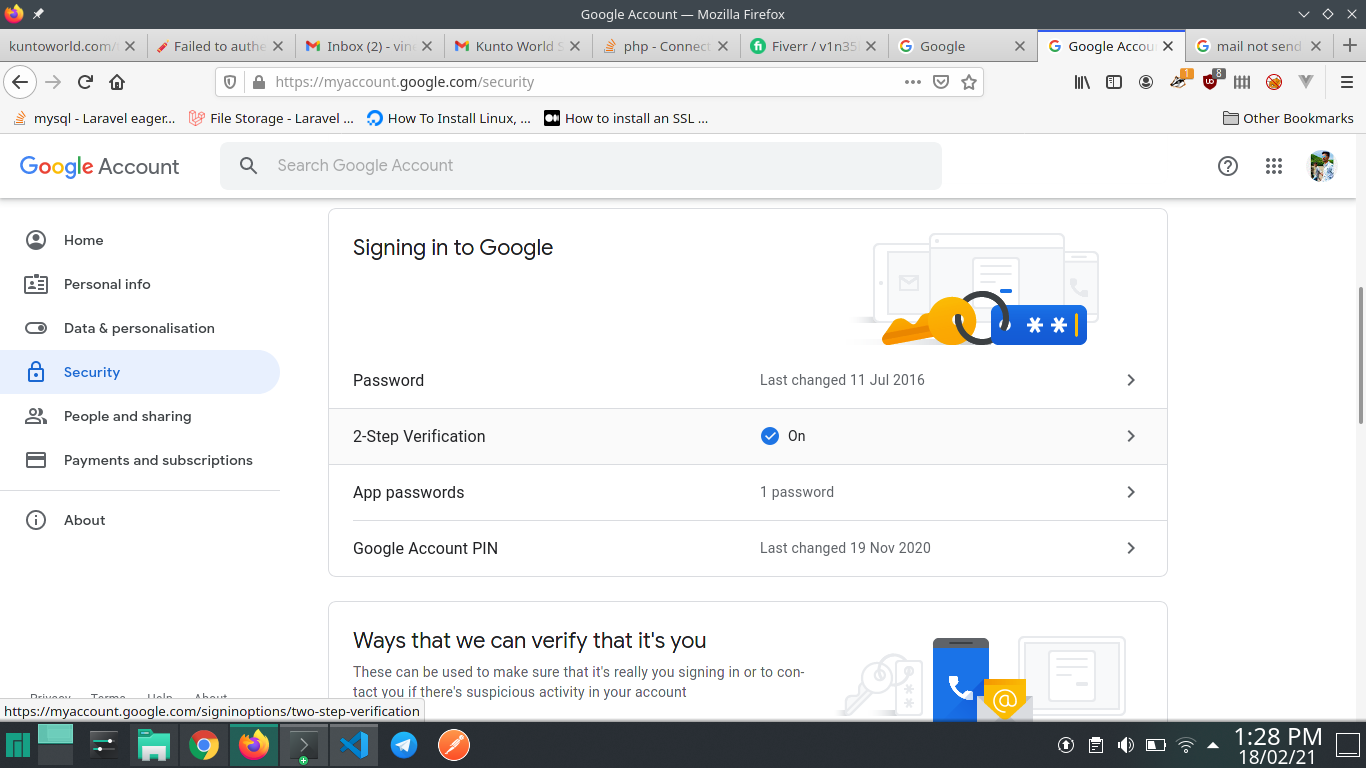 Google Account — Mozilla Firefox
kuntoworld.com/
Failed to authe
Inbox (2) - vin
Kunto World S
php - Connect
Fiverr / v1n35
Google
Google Accou
mail not send
https://myaccount.google.com/security
1
8
mysql - Laravel eager...
File Storage - Laravel ...
How To Install Linux, ...
How to install an SSL ...
Other Bookmarks
Google Account
Search Google Account
Home
Personal info
Data & personalisation
Security
People and sharing
Payments and subscriptions
About
Signing in to Google
Password
Last changed 11 Jul 2016
2-Step Verification
On
App passwords
1 password
Google Account PIN
Last changed 19 Nov 2020
Ways that we can verify that it's you
These can be used to make sure that it's really you signing in or to con-
tact you if there's suspicious activity in your account
Privacy Terms Help About
https://myaccount.google.com/signinoptions/two-step-verification
1:28 PM
18/02/21